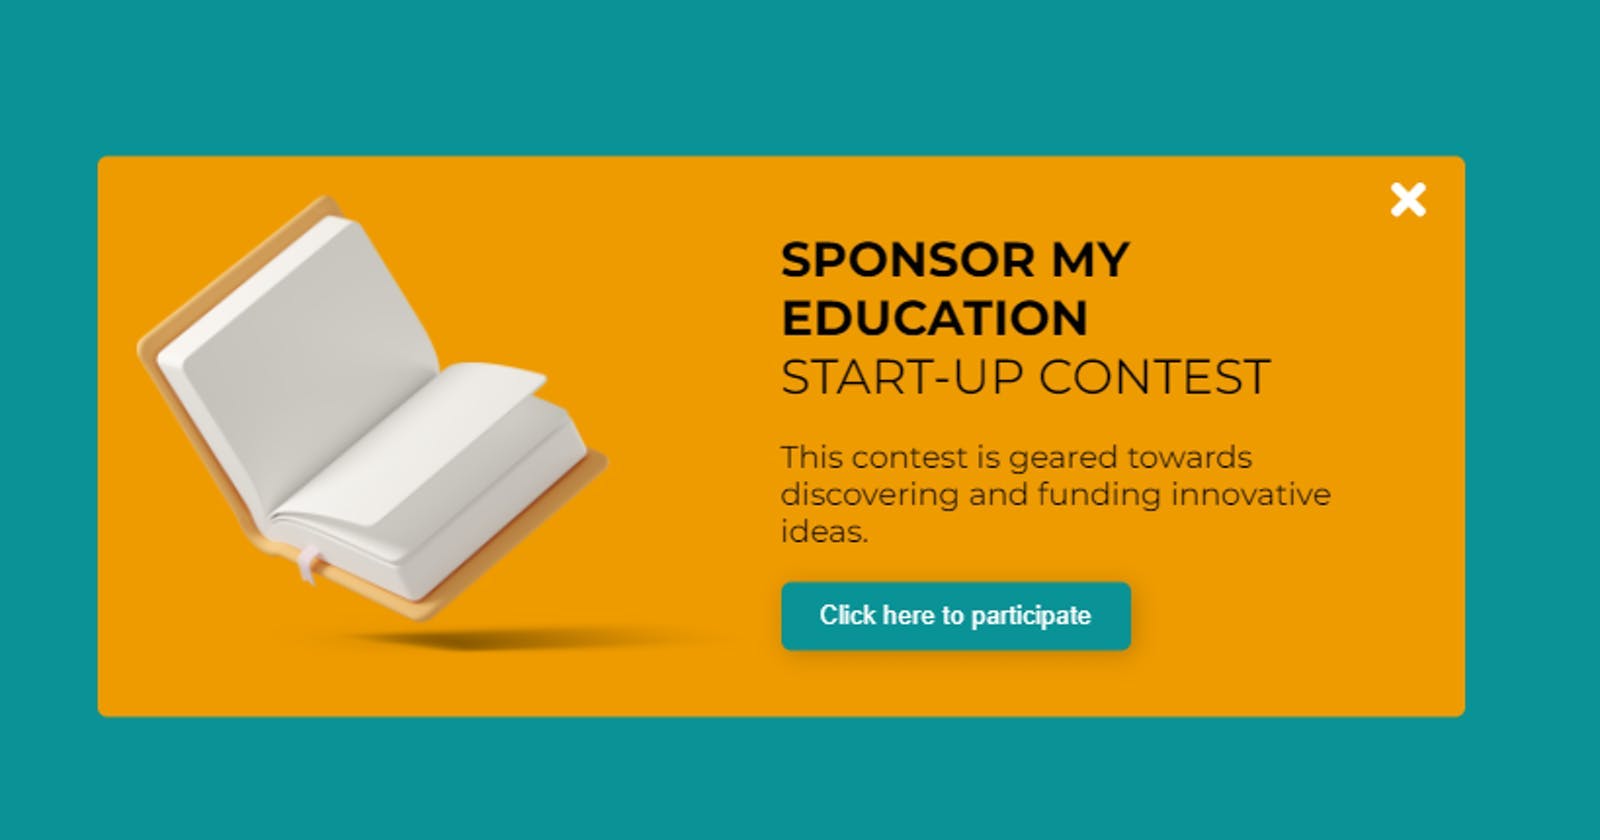 SPONSOR MY
EDUCATION
START-UP CONTEST
This contest is geared towards
discovering and funding innovative
ideas.
Click here to participate